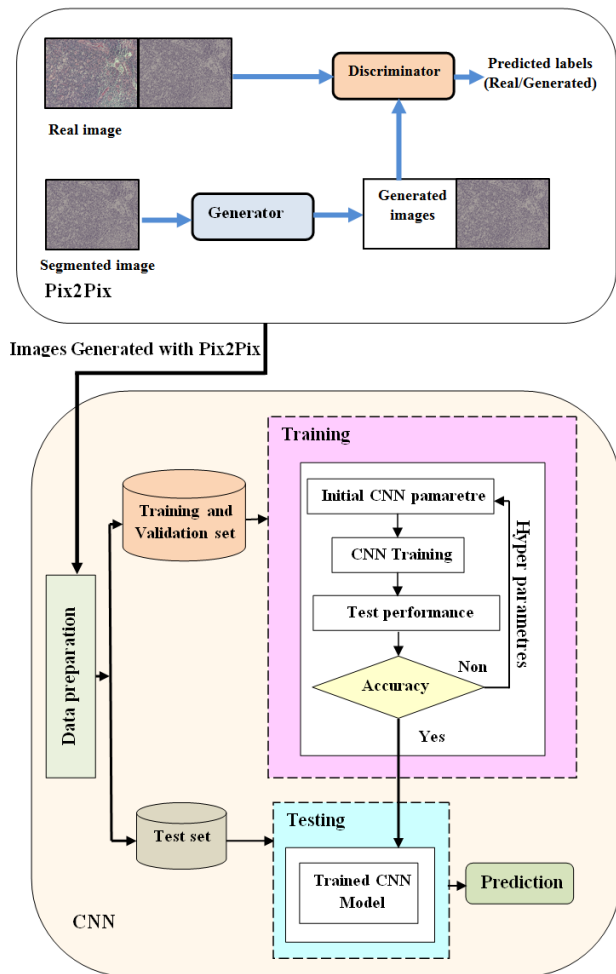 Discriminator
Predicted labels
(Real/Generated)
Real image
Generator
Generated
images
Segmented image
Pix2Pix
Images Generated with Pix2Pix
Training
Training and
Validation set
Initial CNN pamaretre
CNN Training
Test performance
Accuracy
Non
Hyper parametres
Yes
Data preparation
Test set
Testing
Trained CNN
Model
Prediction
CNN